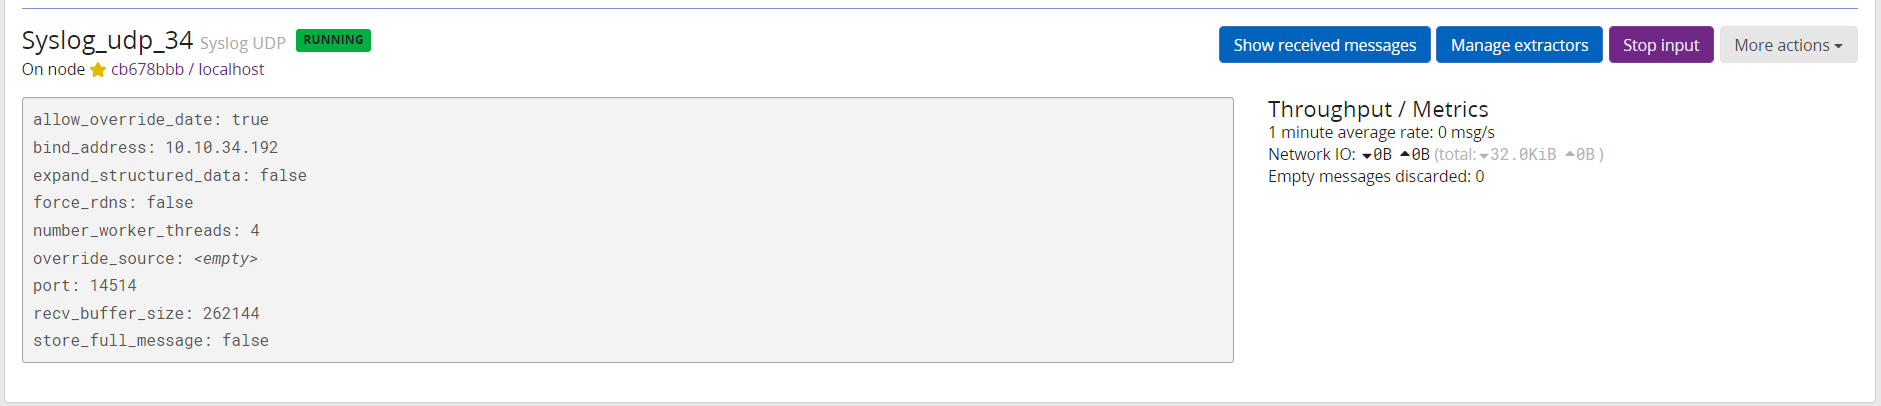 Syslog_udp_34 Syslog UDP RUNNING
Show received messages Manage extractors Stop input More actions
On node cb678bbb / localhost
allow_override_date: true
bind_address: 10.10.34.192
expand_structured_data: false
force_rdns: false
number_worker_threads: 4
override_source: <empty>
port: 14514
recv_buffer_size: 262144
store_full_message: false
Throughput / Metrics
1 minute average rate: 0 msg/s
Network IO: 0B 0B (total: 32.0KiB 0B )
Empty messages discarded: 0